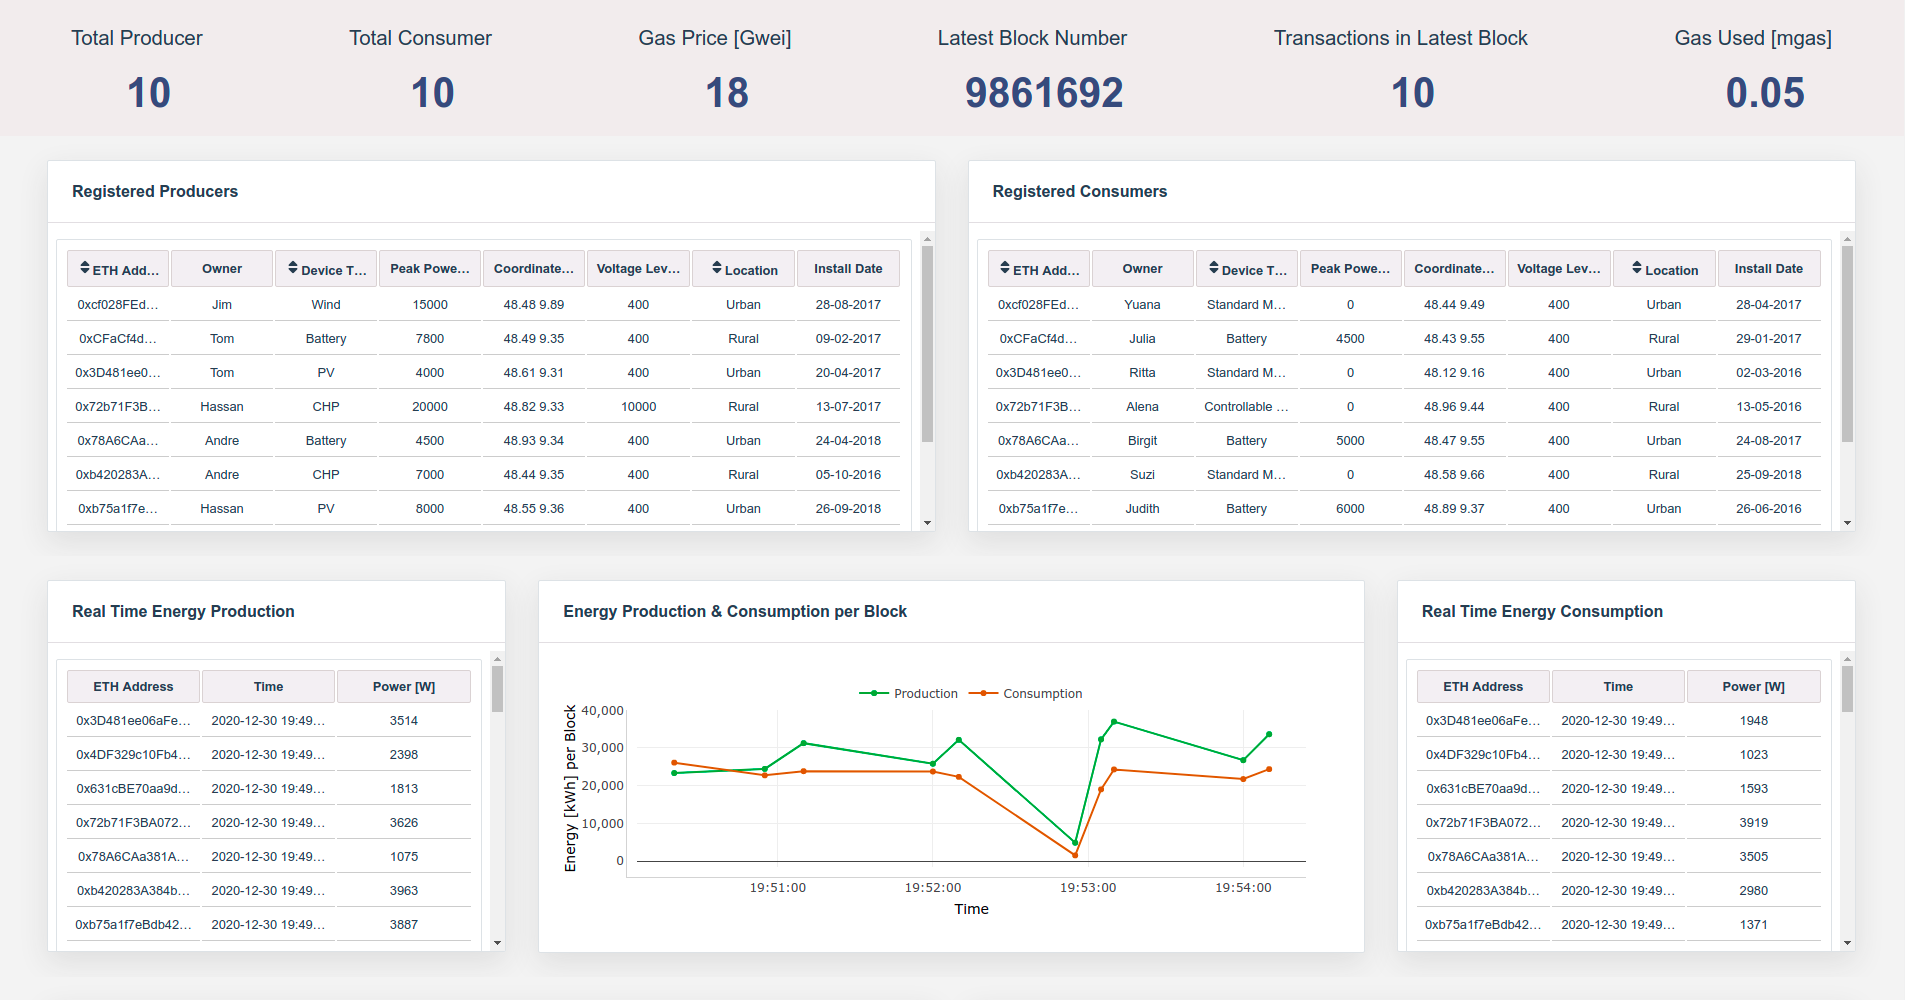 Total Producer Total Consumer Gas Price [Gwei] Latest Block Number Transactions in Latest Block Gas Used [mgas]
10 10 18 9861692 10 0.05
Registered Producers
ETH Add... Owner Device T... Peak Powe... Coordinate... Voltage Lev... Location Install Date
0xcf028FEd... Jim Wind 15000 48.48 9.89 400 Urban 28-08-2017
0xCFaCf4d... Tom Battery 7800 48.49 9.35 400 Rural 09-02-2017
0x3D481ee0... Tom PV 4000 48.61 9.31 400 Urban 20-04-2017
0x72b71F3B... Hassan CHP 20000 48.82 9.33 10000 Rural 13-07-2017
0x78A6CAa... Andre Battery 4500 48.93 9.34 400 Urban 24-04-2018
0xb420283A... Andre CHP 7000 48.44 9.35 400 Rural 05-10-2016
0xb75a1f7e... Hassan PV 8000 48.55 9.36 400 Urban 26-09-2018
Registered Consumers
ETH Add... Owner Device T... Peak Powe... Coordinate... Voltage Lev... Location Install Date
0xcf028FEd... Yuana Standard M... 0 48.44 9.49 400 Urban 28-04-2017
0xCFaCf4d... Julia Battery 4500 48.43 9.55 400 Rural 29-01-2017
0x3D481ee0... Ritta Standard M... 0 48.12 9.16 400 Urban 02-03-2016
0x72b71F3B... Alena Controllable ... 0 48.96 9.44 400 Rural 13-05-2016
0x78A6CAa... Birgit Battery 5000 48.47 9.55 400 Urban 24-08-2017
0xb420283A... Suzi Standard M... 0 48.58 9.66 400 Rural 25-09-2018
0xb75a1f7e... Judith Battery 6000 48.89 9.37 400 Urban 26-06-2016
Real Time Energy Production
ETH Address Time Power [W]
0x3D481ee06aFe... 2020-12-30 19:49... 3514
0x4DF329c10Fb4... 2020-12-30 19:49... 2398
0x631cBE70aa9d... 2020-12-30 19:49... 1813
0x72b71F3BA072... 2020-12-30 19:49... 3626
0x78A6CAa381A... 2020-12-30 19:49... 1075
0xb420283A384b... 2020-12-30 19:49... 3963
0xb75a1f7eBdb42... 2020-12-30 19:49... 3887
Energy Production & Consumption per Block
Production Consumption
Energy [kWh] per Block
40,000
30,000
20,000
10,000
0
19:51:00 19:52:00 19:53:00 19:54:00
Time
Real Time Energy Consumption
ETH Address Time Power [W]
0x3D481ee06aFe... 2020-12-30 19:49... 1948
0x4DF329c10Fb4... 2020-12-30 19:49... 1023
0x631cBE70aa9d... 2020-12-30 19:49... 1593
0x72b71F3BA072... 2020-12-30 19:49... 3919
0x78A6CAa381A... 2020-12-30 19:49... 3505
0xb420283A384b... 2020-12-30 19:49... 2980
0xb75a1f7eBdb42... 2020-12-30 19:49... 1371